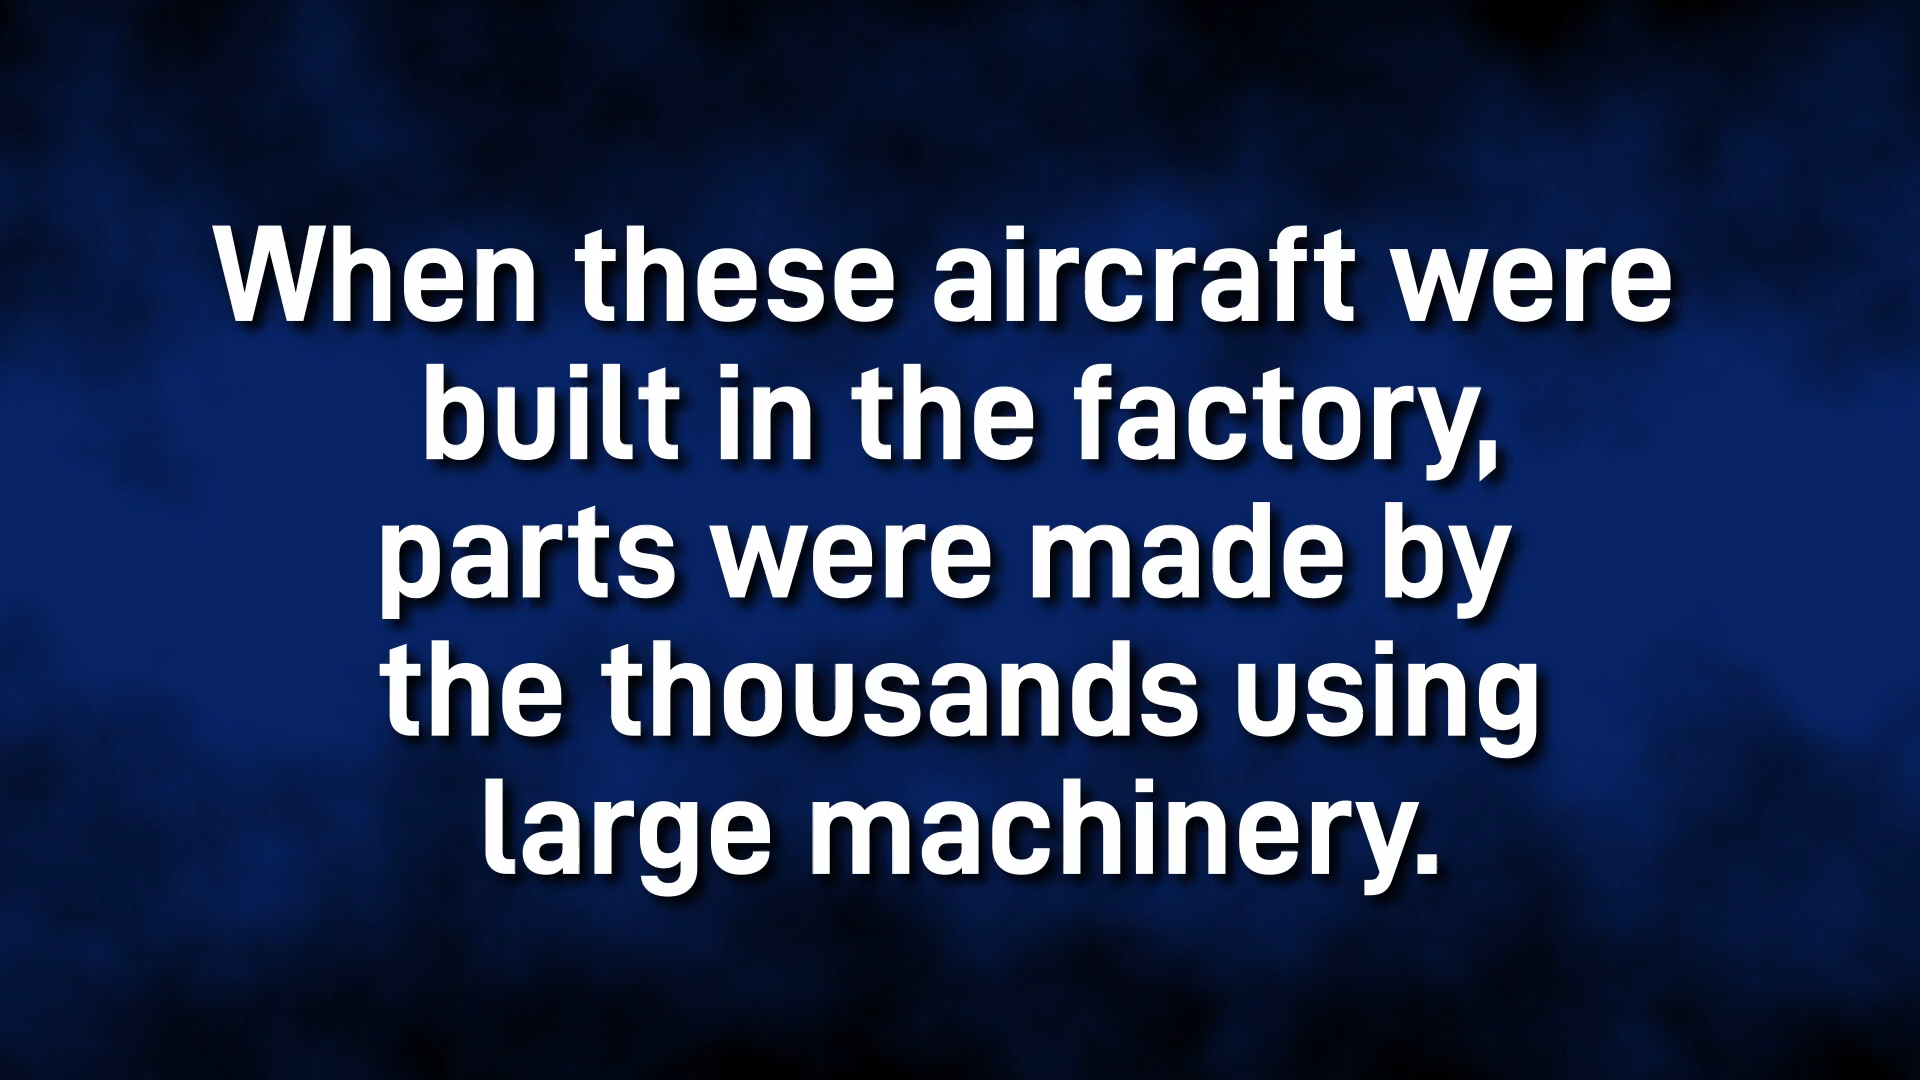 When these aircraft were
built in the factory,
parts were made by
the thousands using
large machinery.